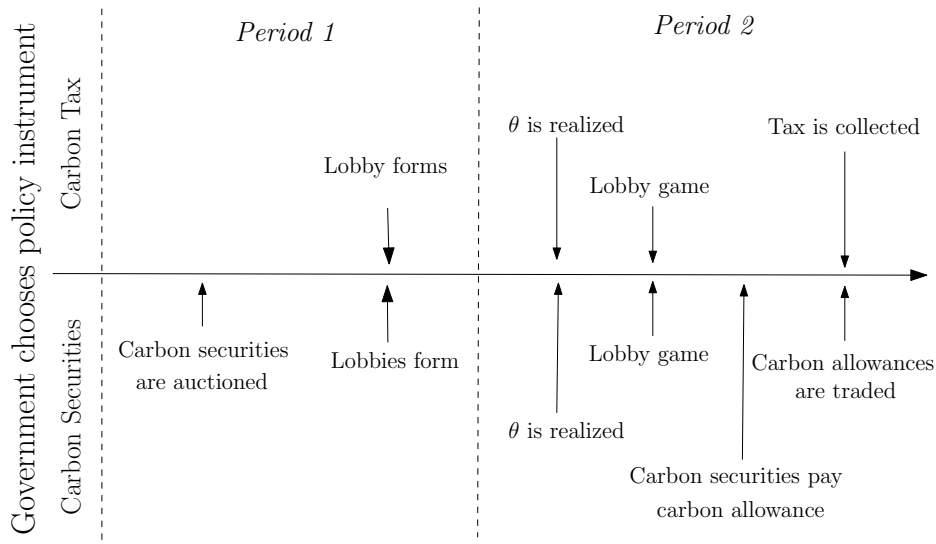 Government chooses policy instrument
Carbon Tax
Carbon Securities
Period 1
Period 2
Lobby forms
θ is realized
Lobby game
Tax is collected
Carbon securities
are auctioned
Lobbies form
θ is realized
Lobby game
Carbon securities pay
carbon allowance
Carbon allowances
are traded